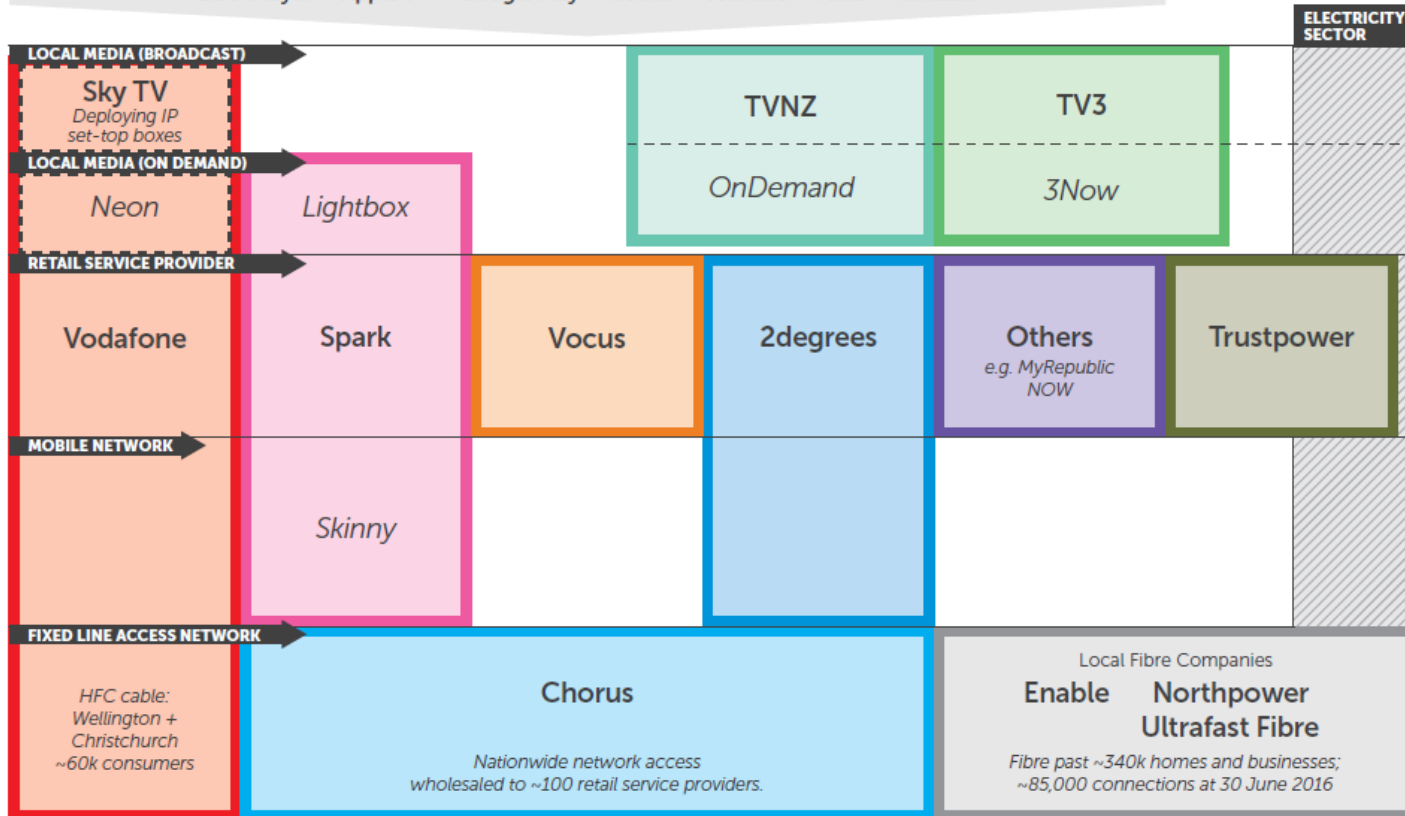 ELECTRICITY
SECTOR
LOCAL MEDIA (BROADCAST)
Sky TV
Deploying IP
set-top boxes
TVNZ
TV3
LOCAL MEDIA (ON DEMAND)
Neon
Lightbox
OnDemand
3Now
RETAIL SERVICE PROVIDER
Vodafone
Spark
Vocus
2degrees
Others
e.g. MyRepublic
NOW
Trustpower
MOBILE NETWORK
Skinny
FIXED LINE ACCESS NETWORK
HFC cable:
Wellington +
Christchurch
~60k consumers
Chorus
Nationwide network access
wholesaled to ~100 retail service providers.
Local Fibre Companies
Enable Northpower
Ultrafast Fibre
Fibre past ~340k homes and businesses;
~85,000 connections at 30 June 2016